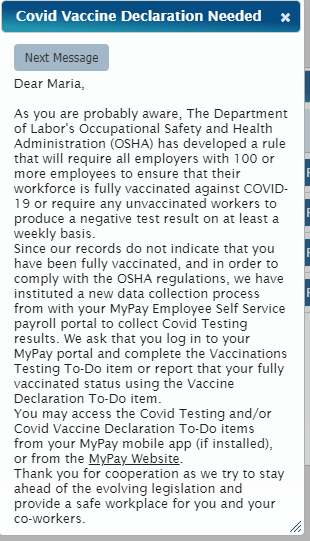 Covid Vaccine Declaration Needed ×
Next Message
Dear Maria,
As you are probably aware, The Department
of Labor's Occupational Safety and Health
Administration (OSHA) has developed a rule
that will require all employers with 100 or
more employees to ensure that their
workforce is fully vaccinated against COVID-
19 or require any unvaccinated workers to
produce a negative test result on at least a
weekly basis.
Since our records do not indicate that you
have been fully vaccinated, and in order to
comply with the OSHA regulations, we have
instituted a new data collection process
from with your MyPay Employee Self Service
payroll portal to collect Covid Testing
results. We ask that you log in to your
MyPay portal and complete the Vaccinations
Testing To-Do item or report that your fully
vaccinated status using the Vaccine
Declaration To-Do item.
You may access the Covid Testing and/or
Covid Vaccine Declaration To-Do items
from your MyPay mobile app (if installed),
or from the MyPay Website.
Thank you for cooperation as we try to stay
ahead of the evolving legislation and
provide a safe workplace for you and your
co-workers.